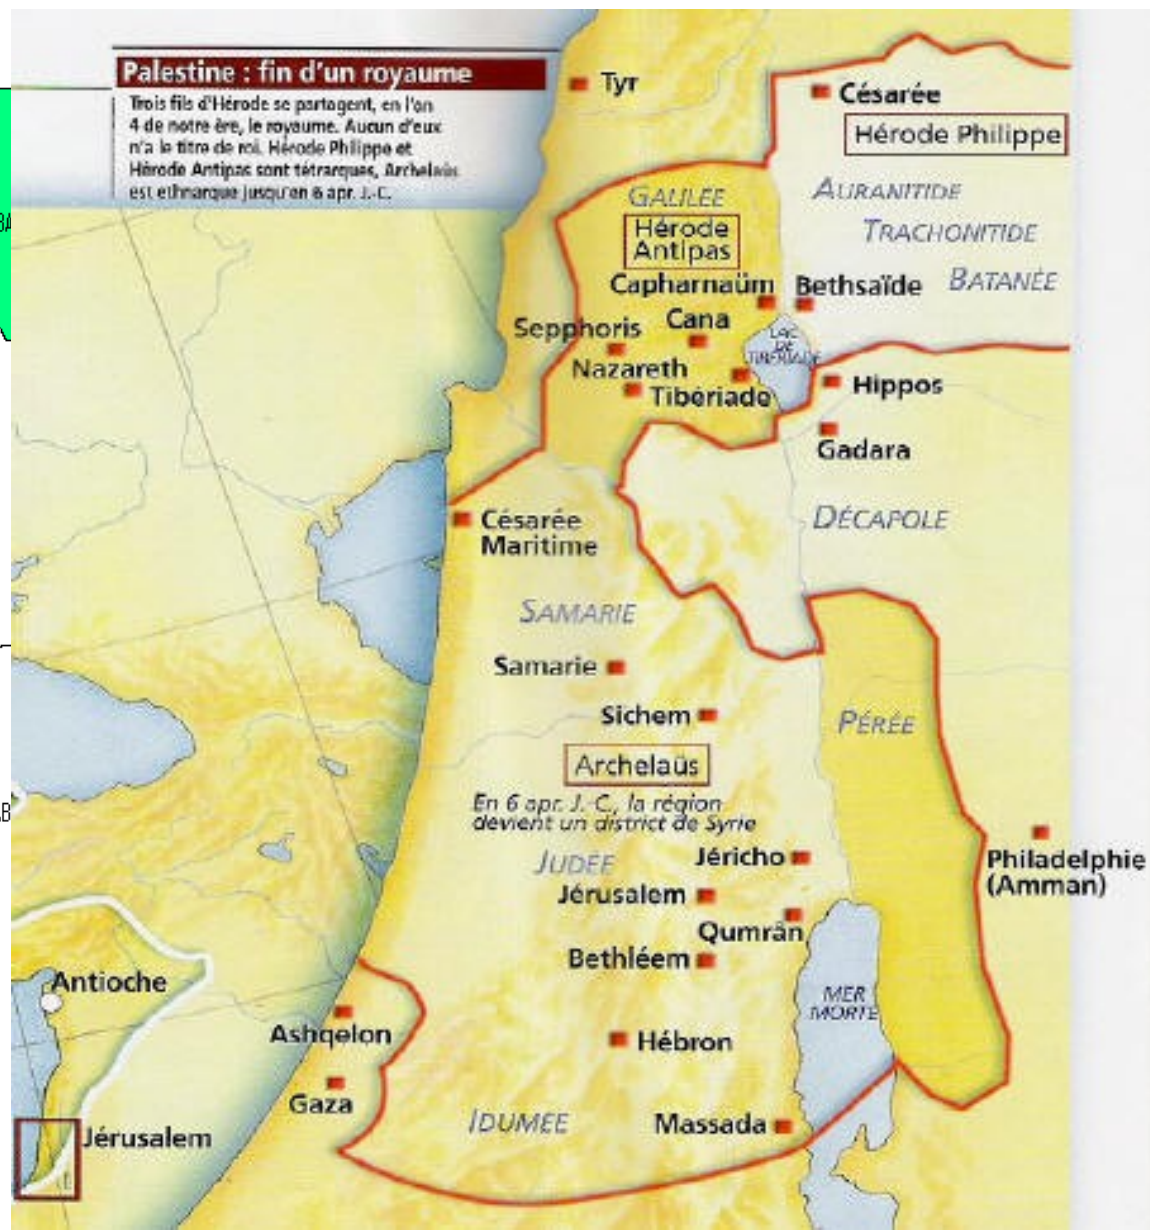 Palestine : fin d'un royaume
Trois fils d'Hérode se partagent, en l'an
4 de notre ère, le royaume. Aucun d'eux
n'a le titre de roi. Hérode Philippe et
Hérode Antipas sont tétrarques, Archelaüs
est ethnarque jusqu'en 6 apr. J.-C.
Tyr
Césarée
Hérode Philippe
GALILÉE
AURANITIDE
Hérode
Antipas
TRACHONITIDE
BATANÉE
Capharnaüm
Bethsaïde
Sepphoris
Cana
LAC
DE
TIBÉRIADE
Nazareth
Tibériade
Hippos
Gadara
Césarée
Maritime
DÉCAPOLE
SAMARIE
Samarie
Sichem
PÉRÉE
Archelaüs
En 6 apr. J.-C., la région
devient un district de Syrie
JUDÉE
Jéricho
Philadelphie
(Amman)
Jérusalem
Qumrân
Bethléem
Antioche
MER
MORTE
Ashqelon
Hébron
Gaza
IDUMÉE
Massada
Jérusalem